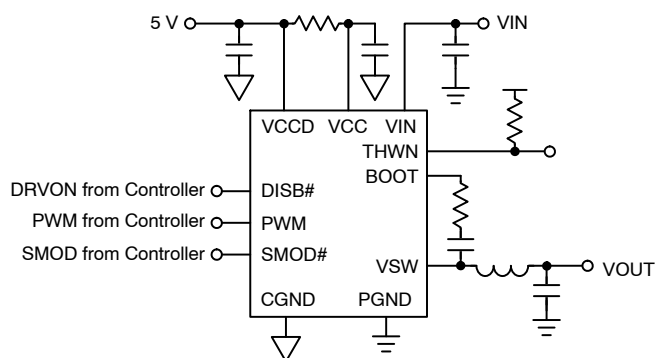 5 V
VIN
VCCD
VCC
VIN
THWN
BOOT
DRVON from Controller
DISB#
PWM from Controller
PWM
SMOD from Controller
SMOD#
VSW
VOUT
CGND
PGND